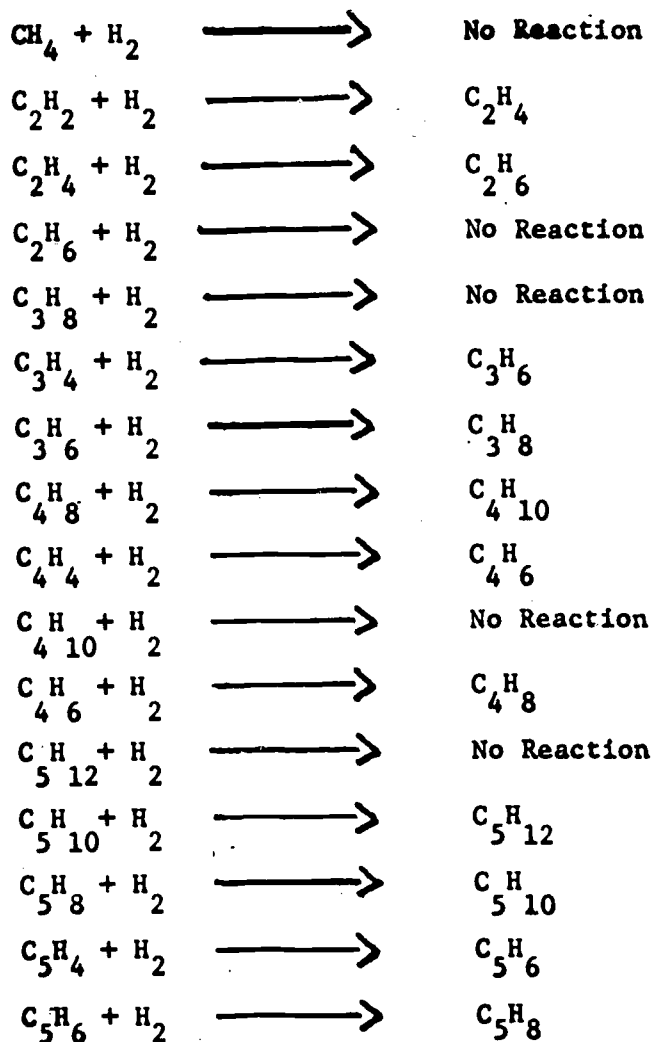 CH4 + H2 ⟶ No Reaction
C2H2 + H2 ⟶ C2H4
C2H4 + H2 ⟶ C2H6
C2H6 + H2 ⟶ No Reaction
C3H8 + H2 ⟶ No Reaction
C3H4 + H2 ⟶ C3H6
C3H6 + H2 ⟶ C3H8
C4H8 + H2 ⟶ C4H10
C4H4 + H2 ⟶ C4H6
C4H10 + H2 ⟶ No Reaction
C4H6 + H2 ⟶ C4H8
C5H12 + H2 ⟶ No Reaction
C5H10 + H2 ⟶ C5H12
C5H8 + H2 ⟶ C5H10
C5H4 + H2 ⟶ C5H6
C5H6 + H2 ⟶ C5H8